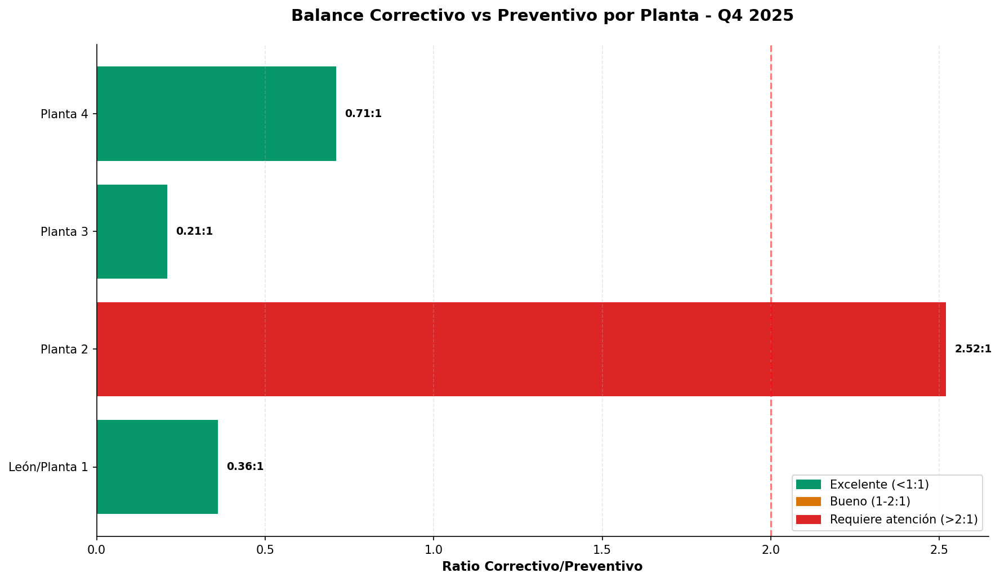 Balance Correctivo vs Preventivo por Planta - Q4 2025
Planta 4
0.71:1
Planta 3
0.21:1
Planta 2
2.52:1
León/Planta 1
0.36:1
Excelente (<1:1)
Bueno (1-2:1)
Requiere atención (>2:1)
0.0 0.5 1.0 1.5 2.0 2.5
Ratio Correctivo/Preventivo